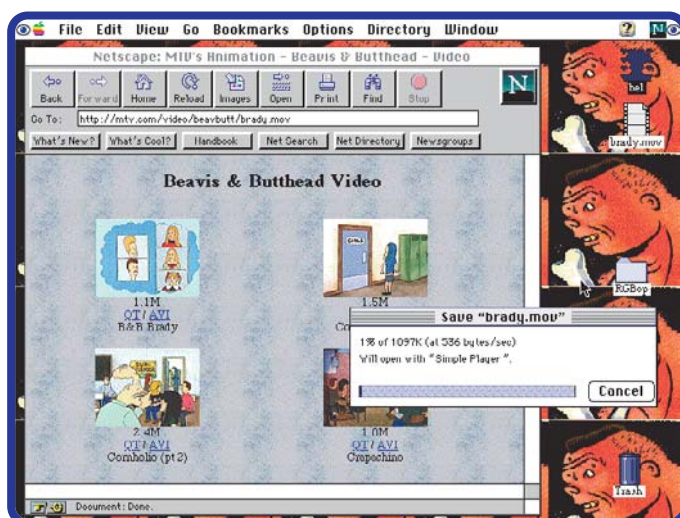 File Edit View Go Bookmarks Options Directory Window
Netscape: MTV's Animation - Beavis & Butthead - Video
Back Forward Home Reload Images Open Print Find Stop
N
Go To: http://mtv.com/video/beavbutt/brady.mov
What's New? What's Cool? Handbook Net Search Net Directory Newsgroups
Beavis & Butthead Video
GIRLS
1.1M
QT / AVI
B&B Brady
1.5M
Co
2.4M
QT / AVI
Cornholio (pt 2)
1.0M
QT / AVI
Crapochino
Save "brady.mov"
1% of 1097K (at 536 bytes/sec)
Will open with "Simple Player".
Cancel
Document: Done.
hel
brady.mov
RGBop
Trash